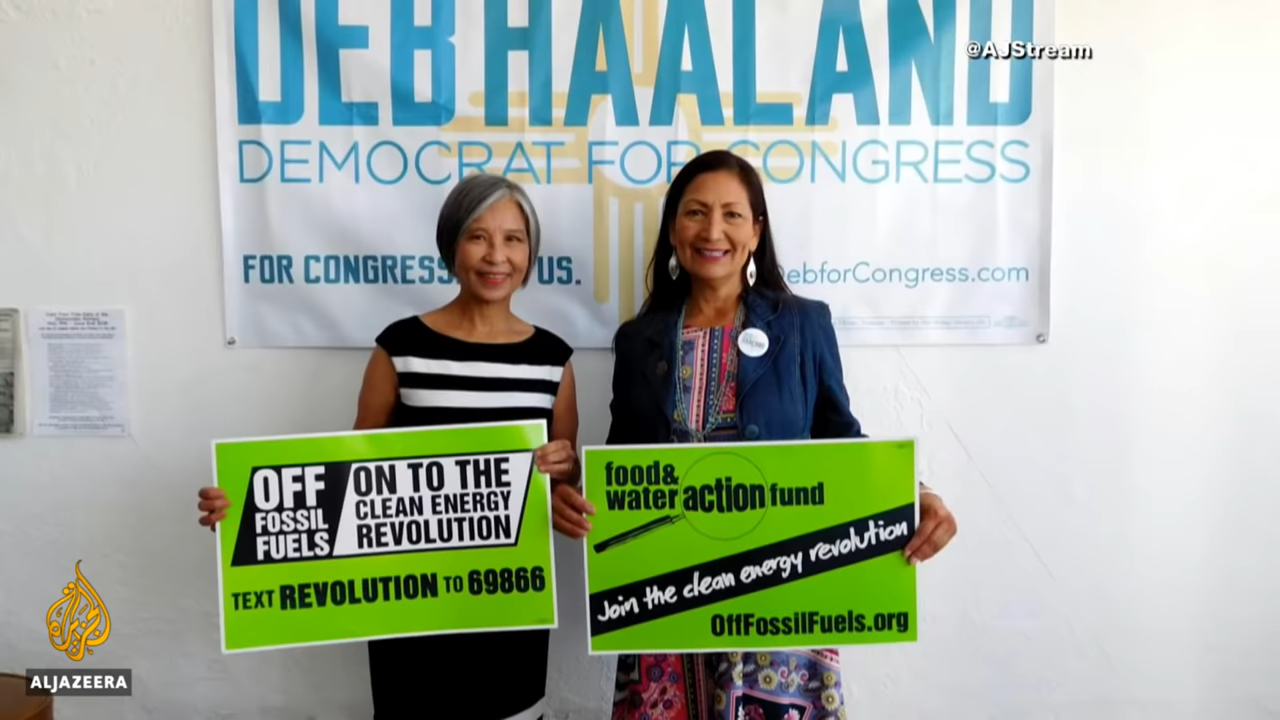 DEB HAALAND
@AJStream
DEMOCRAT FOR CONGRESS
FOR CONGRESS US.
DebforCongress.com
OFF
FOSSIL
FUELS
ON TO THE
CLEAN ENERGY
REVOLUTION
TEXT REVOLUTION TO 69866
food&
water action fund
Join the clean energy revolution
OffFossilFuels.org
ALJAZEERA